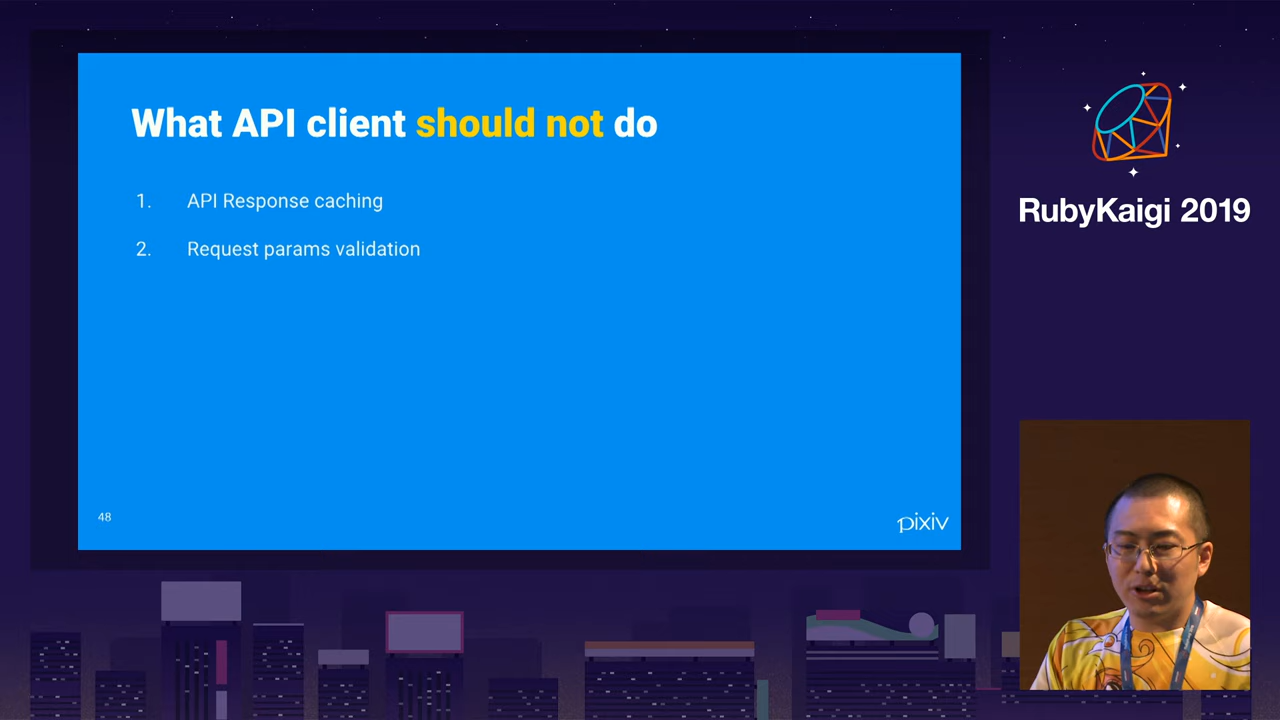 What API client should not do
1. API Response caching
2. Request params validation
48
pixiv
RubyKaigi 2019